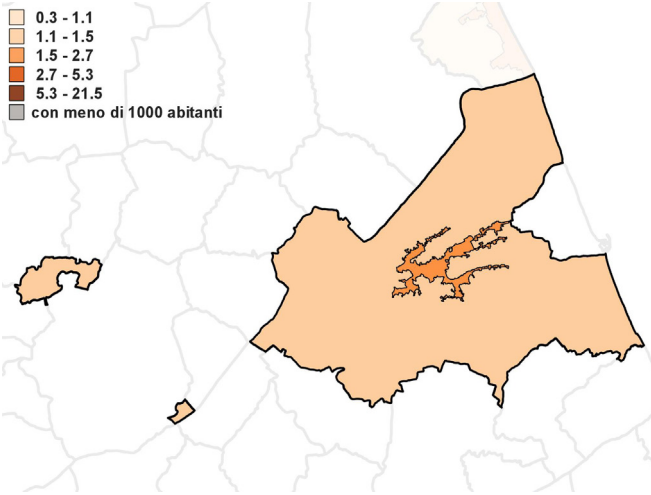 0.3 - 1.1
1.1 - 1.5
1.5 - 2.7
2.7 - 5.3
5.3 - 21.5
con meno di 1000 abitanti